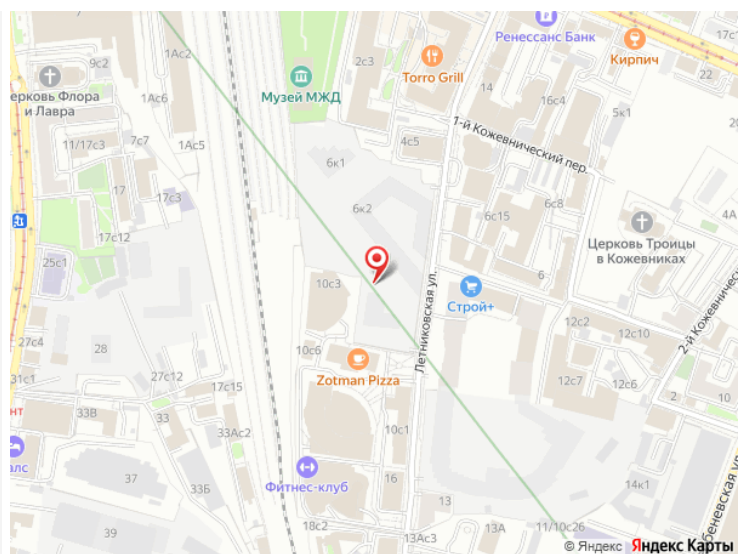 Ренессанс Банк
17с1
Кирпич
9с2
1Ас2
2с3
Torro Grill
14
22
Церковь Флора
и Лавра
1Ас6
Музей МЖД
16с4
5к1
11/17с3
7с7
1Ас5
4с5
1-й Кожевнический пер.
6к1
17
17с3
6к2
6с15
6с8
4А
17с12
Церковь Троицы
в Кожевниках
25с1
6
10с3
Строй+
Летниковская ул.
2-й Кожевнический
27с4
28
10с6
12с2
12с10
31с1
27с12
17с15
Zotman Pizza
12с7
12с6
2
10
33В
33
33Ас2
10с1
33Б
Фитнес-клуб
16
14к1
37
13
39
18с2
13Ас3
13А
11/10с26
© Яндекс Яндекс Карты